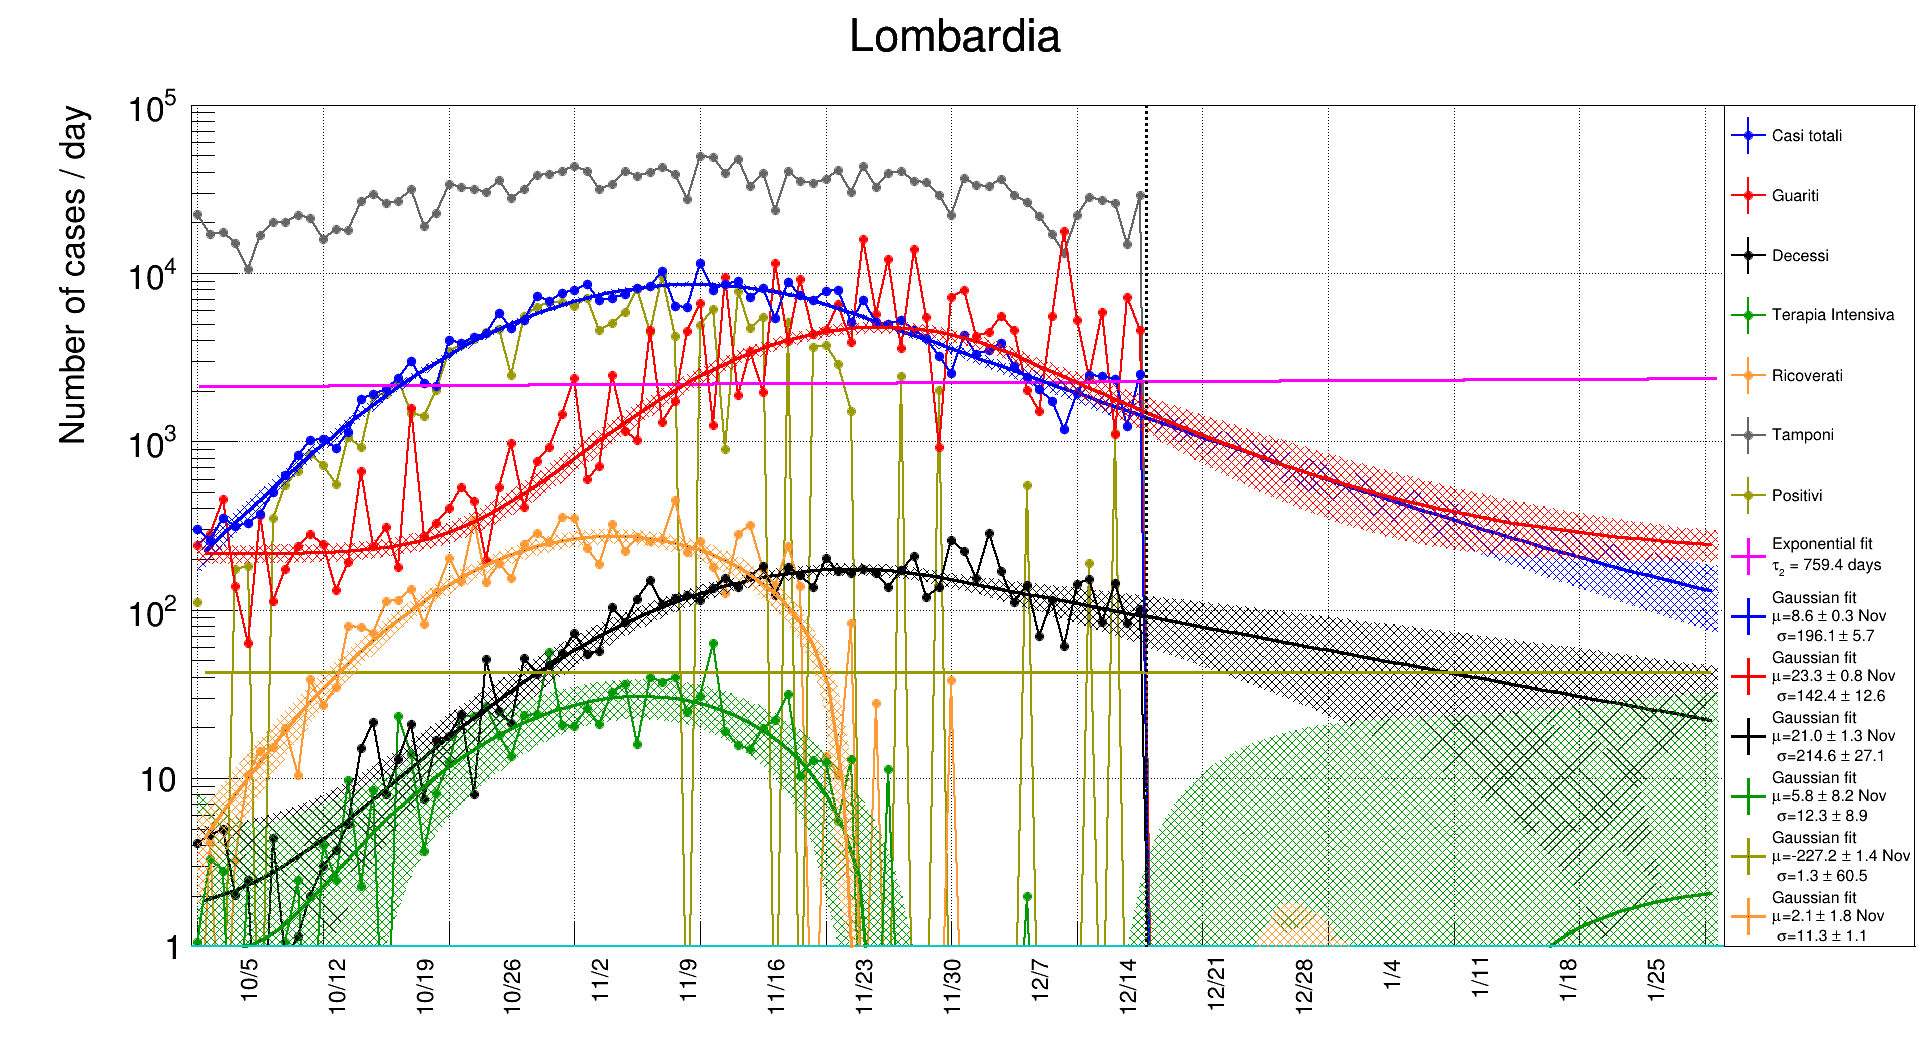 Lombardia
Number of cases / day
10⁵
10⁴
10³
10²
10
1
10/5
10/12
10/19
10/26
11/2
11/9
11/16
11/23
11/30
12/7
12/14
12/21
12/28
1/4
1/11
1/18
1/25
Casi totali
Guariti
Decessi
Terapia Intensiva
Ricoverati
Tamponi
Positivi
Exponential fit
τ₂ = 759.4 days
Gaussian fit
μ=8.6 ± 0.3 Nov
σ=196.1 ± 5.7
Gaussian fit
μ=23.3 ± 0.8 Nov
σ=142.4 ± 12.6
Gaussian fit
μ=21.0 ± 1.3 Nov
σ=214.6 ± 27.1
Gaussian fit
μ=5.8 ± 8.2 Nov
σ=12.3 ± 8.9
Gaussian fit
μ=-227.2 ± 1.4 Nov
σ=1.3 ± 60.5
Gaussian fit
μ=2.1 ± 1.8 Nov
σ=11.3 ± 1.1